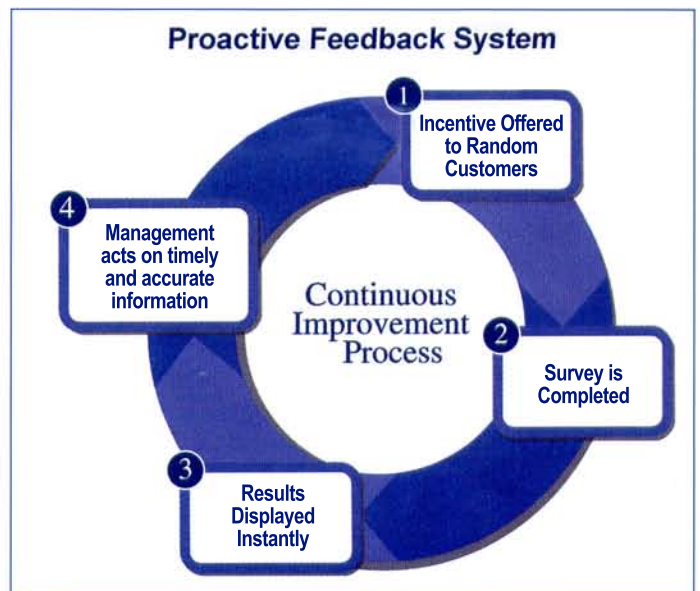 Proactive Feedback System
1
Incentive Offered
to Random
Customers
2
Survey is
Completed
3
Results
Displayed
Instantly
4
Management
acts on timely
and accurate
information
Continuous
Improvement
Process